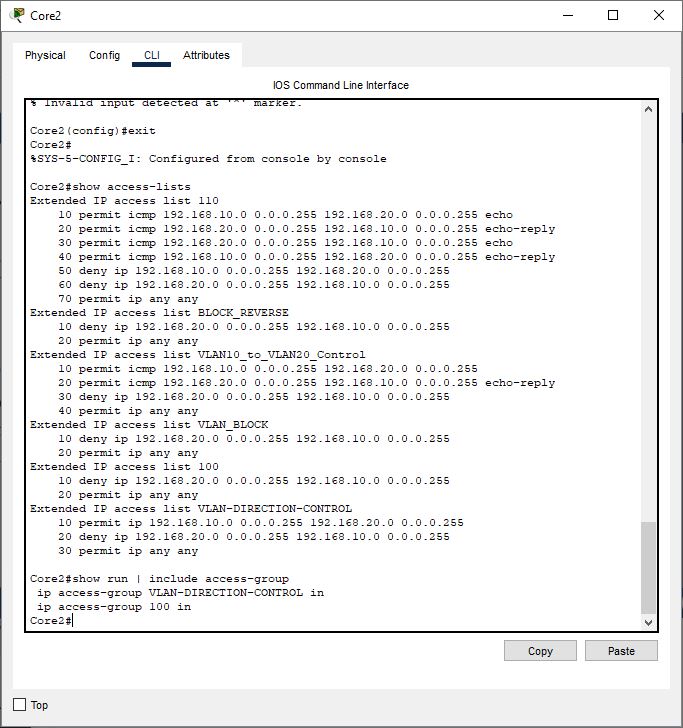 Core2
Physical Config CLI Attributes
IOS Command Line Interface
% Invalid input detected at '^' marker.
Core2(config)#exit
Core2#
%SYS-5-CONFIG_I: Configured from console by console
Core2#show access-lists
Extended IP access list 110
10 permit icmp 192.168.10.0 0.0.0.255 192.168.20.0 0.0.0.255 echo
20 permit icmp 192.168.20.0 0.0.0.255 192.168.10.0 0.0.0.255 echo-reply
30 permit icmp 192.168.20.0 0.0.0.255 192.168.10.0 0.0.0.255 echo
40 permit icmp 192.168.10.0 0.0.0.255 192.168.20.0 0.0.0.255 echo-reply
50 deny ip 192.168.10.0 0.0.0.255 192.168.20.0 0.0.0.255
60 deny ip 192.168.20.0 0.0.0.255 192.168.10.0 0.0.0.255
70 permit ip any any
Extended IP access list BLOCK_REVERSE
10 deny ip 192.168.20.0 0.0.0.255 192.168.10.0 0.0.0.255
20 permit ip any any
Extended IP access list VLAN10_to_VLAN20_Control
10 permit icmp 192.168.10.0 0.0.0.255 192.168.20.0 0.0.0.255
20 permit icmp 192.168.20.0 0.0.0.255 192.168.10.0 0.0.0.255 echo-reply
30 deny ip 192.168.20.0 0.0.0.255 192.168.10.0 0.0.0.255
40 permit ip any any
Extended IP access list VLAN_BLOCK
10 deny ip 192.168.20.0 0.0.0.255 192.168.10.0 0.0.0.255
20 permit ip any any
Extended IP access list 100
10 deny ip 192.168.20.0 0.0.0.255 192.168.10.0 0.0.0.255
20 permit ip any any
Extended IP access list VLAN-DIRECTION-CONTROL
10 permit ip 192.168.10.0 0.0.0.255 192.168.20.0 0.0.0.255
20 deny ip 192.168.20.0 0.0.0.255 192.168.10.0 0.0.0.255
30 permit ip any any
Core2#show run | include access-group
ip access-group VLAN-DIRECTION-CONTROL in
ip access-group 100 in
Core2#
Copy Paste
Top